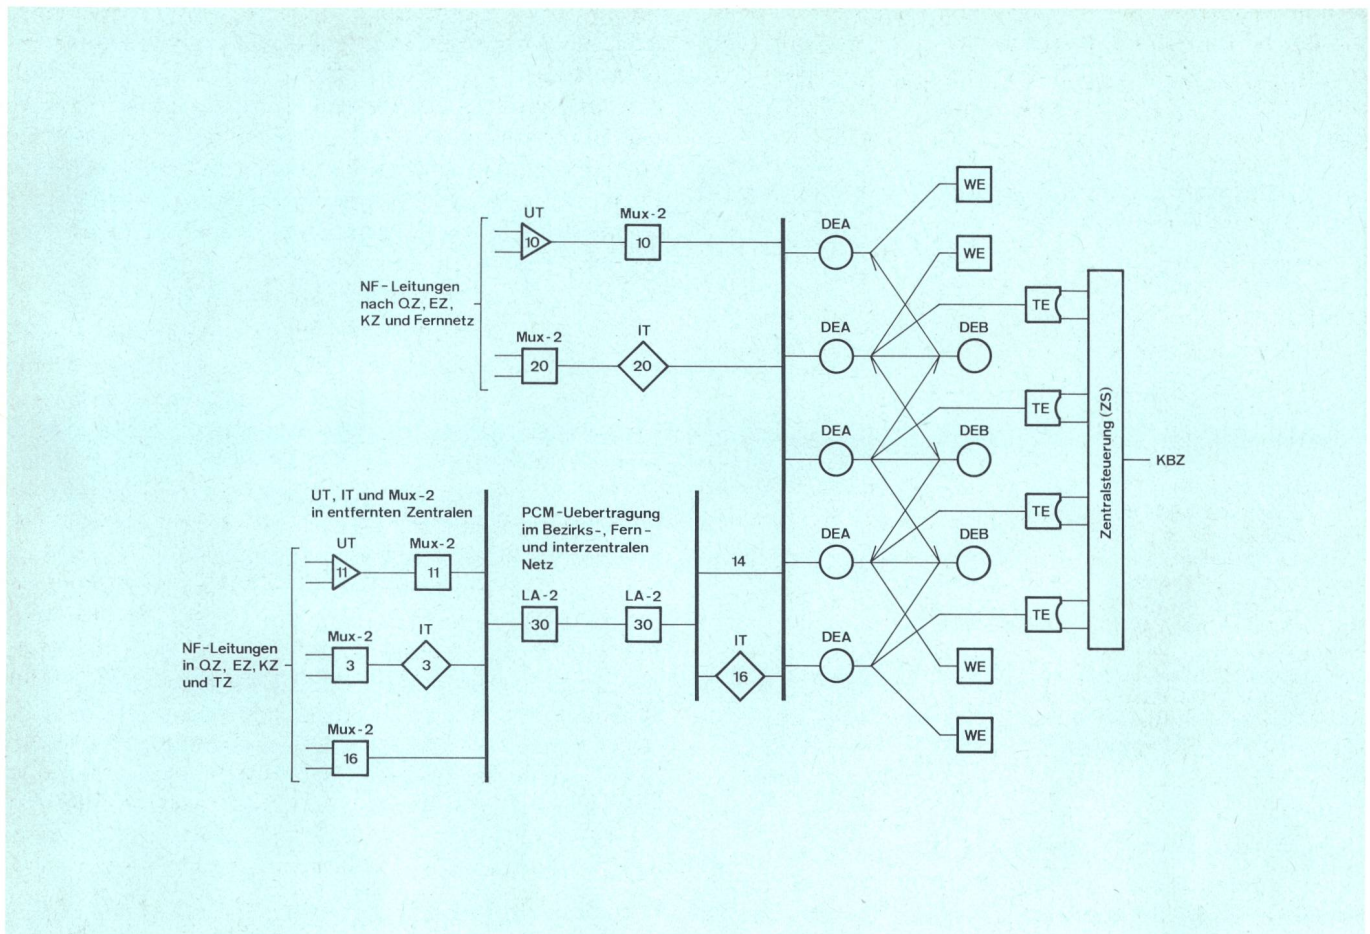 WE
UT
Mux-2
DEA
10
10
WE
NF-Leitungen
nach QZ, EZ,
KZ und Fernnetz
TE
Mux-2
IT
DEA
DEB
20
20
TE
DEA
DEB
Zentralsteuerung (ZS)
KBZ
UT, IT und Mux-2
in entfernten Zentralen
PCM-Uebertragung
im Bezirks-, Fern-
und interzentralen
Netz
TE
DEA
DEB
UT
Mux-2
14
11
11
LA-2
LA-2
30
30
TE
Mux-2
IT
IT
DEA
NF-Leitungen
in QZ, EZ, KZ
und TZ
3
3
16
WE
Mux-2
16
WE